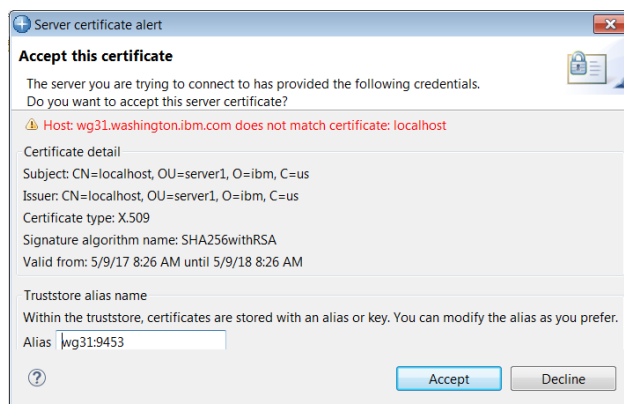 Server certificate alert
Accept this certificate
The server you are trying to connect to has provided the following credentials.
Do you want to accept this server certificate?
Host: wg31.washington.ibm.com does not match certificate: localhost
Certificate detail
Subject: CN=localhost, OU=server1, O=ibm, C=us
Issuer: CN=localhost, OU=server1, O=ibm, C=us
Certificate type: X.509
Signature algorithm name: SHA256withRSA
Valid from: 5/9/17 8:26 AM until 5/9/18 8:26 AM
Truststore alias name
Within the truststore, certificates are stored with an alias or key. You can modify the alias as you prefer.
Alias wg31:9453
? Accept Decline